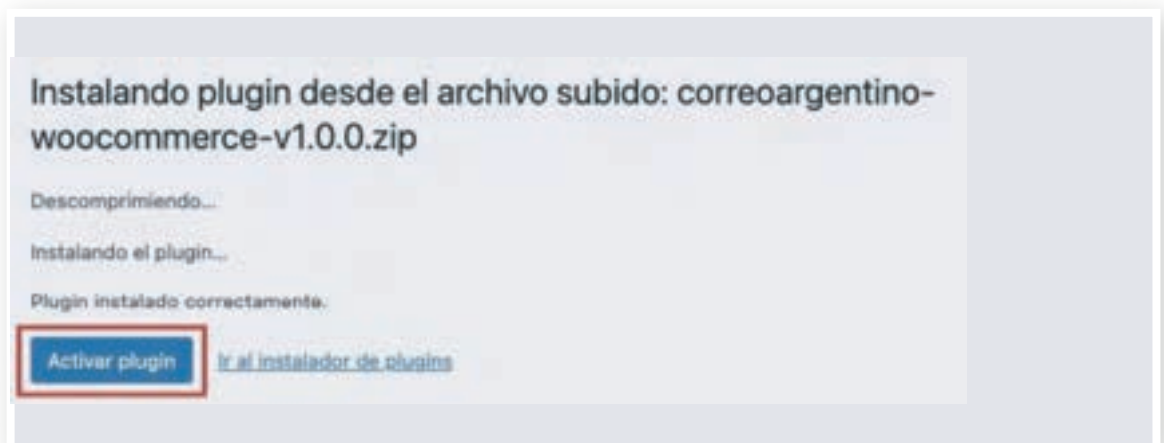 Instalando plugin desde el archivo subido: correoargentino-
woocommerce-v1.0.0.zip
Descomprimiendo...
Instalando el plugin...
Plugin instalado correctamente.
Activar plugin Ir al instalador de plugins